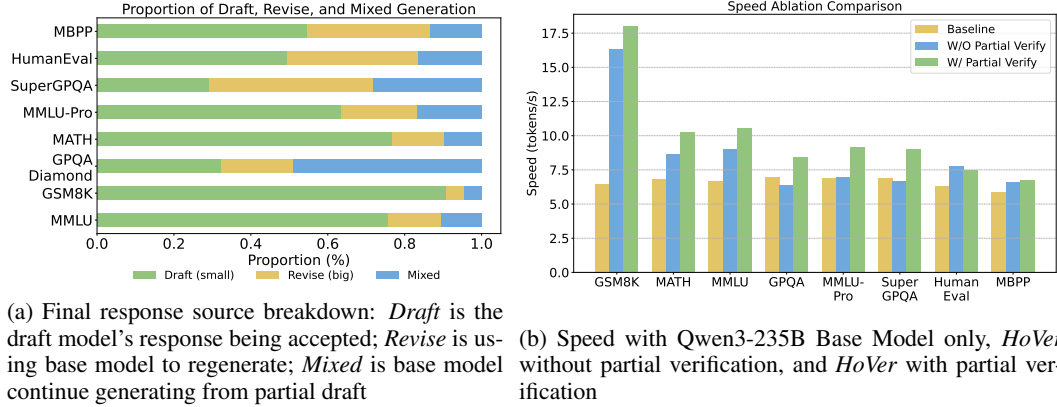 Proportion of Draft, Revise, and Mixed Generation
MBPP
HumanEval
SuperGPQA
MMLU-Pro
MATH
GPQA
Diamond
GSM8K
MMLU
0.0 0.2 0.4 0.6 0.8 1.0
Proportion (%)
Draft (small) Revise (big) Mixed
(a) Final response source breakdown: Draft is the
draft model's response being accepted; Revise is us-
ing base model to regenerate; Mixed is base model
continue generating from partial draft
Speed Ablation Comparison
Baseline
W/O Partial Verify
W/ Partial Verify
Speed (tokens/s)
17.5
15.0
12.5
10.0
7.5
5.0
2.5
0.0
GSM8K MATH MMLU GPQA MMLU- Super Human MBPP
Pro GPQA Eval
(b) Speed with Qwen3-235B Base Model only, HoVer
without partial verification, and HoVer with partial ver-
ification